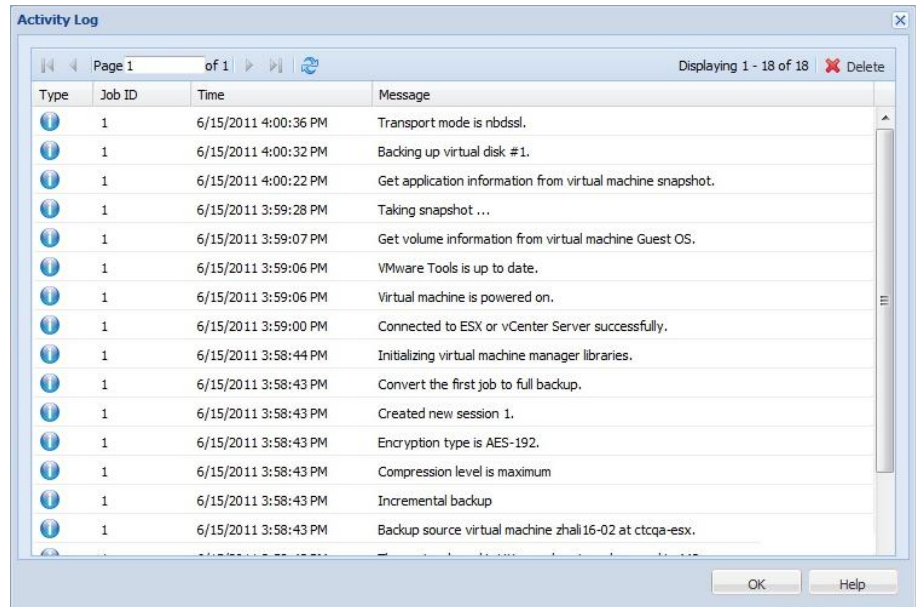 Activity Log
Page 1 of 1 Displaying 1 - 18 of 18 Delete
Type Job ID Time Message
1 6/15/2011 4:00:36 PM Transport mode is nbdssl.
1 6/15/2011 4:00:32 PM Backing up virtual disk #1.
1 6/15/2011 4:00:22 PM Get application information from virtual machine snapshot.
1 6/15/2011 3:59:28 PM Taking snapshot ...
1 6/15/2011 3:59:07 PM Get volume information from virtual machine Guest OS.
1 6/15/2011 3:59:06 PM VMware Tools is up to date.
1 6/15/2011 3:59:06 PM Virtual machine is powered on.
1 6/15/2011 3:59:00 PM Connected to ESX or vCenter Server successfully.
1 6/15/2011 3:58:44 PM Initializing virtual machine manager libraries.
1 6/15/2011 3:58:43 PM Convert the first job to full backup.
1 6/15/2011 3:58:43 PM Created new session 1.
1 6/15/2011 3:58:43 PM Encryption type is AES-192.
1 6/15/2011 3:58:43 PM Compression level is maximum
1 6/15/2011 3:58:43 PM Incremental backup
1 6/15/2011 3:58:43 PM Backup source virtual machine zhali16-02 at ctcqa-esx.
OK Help